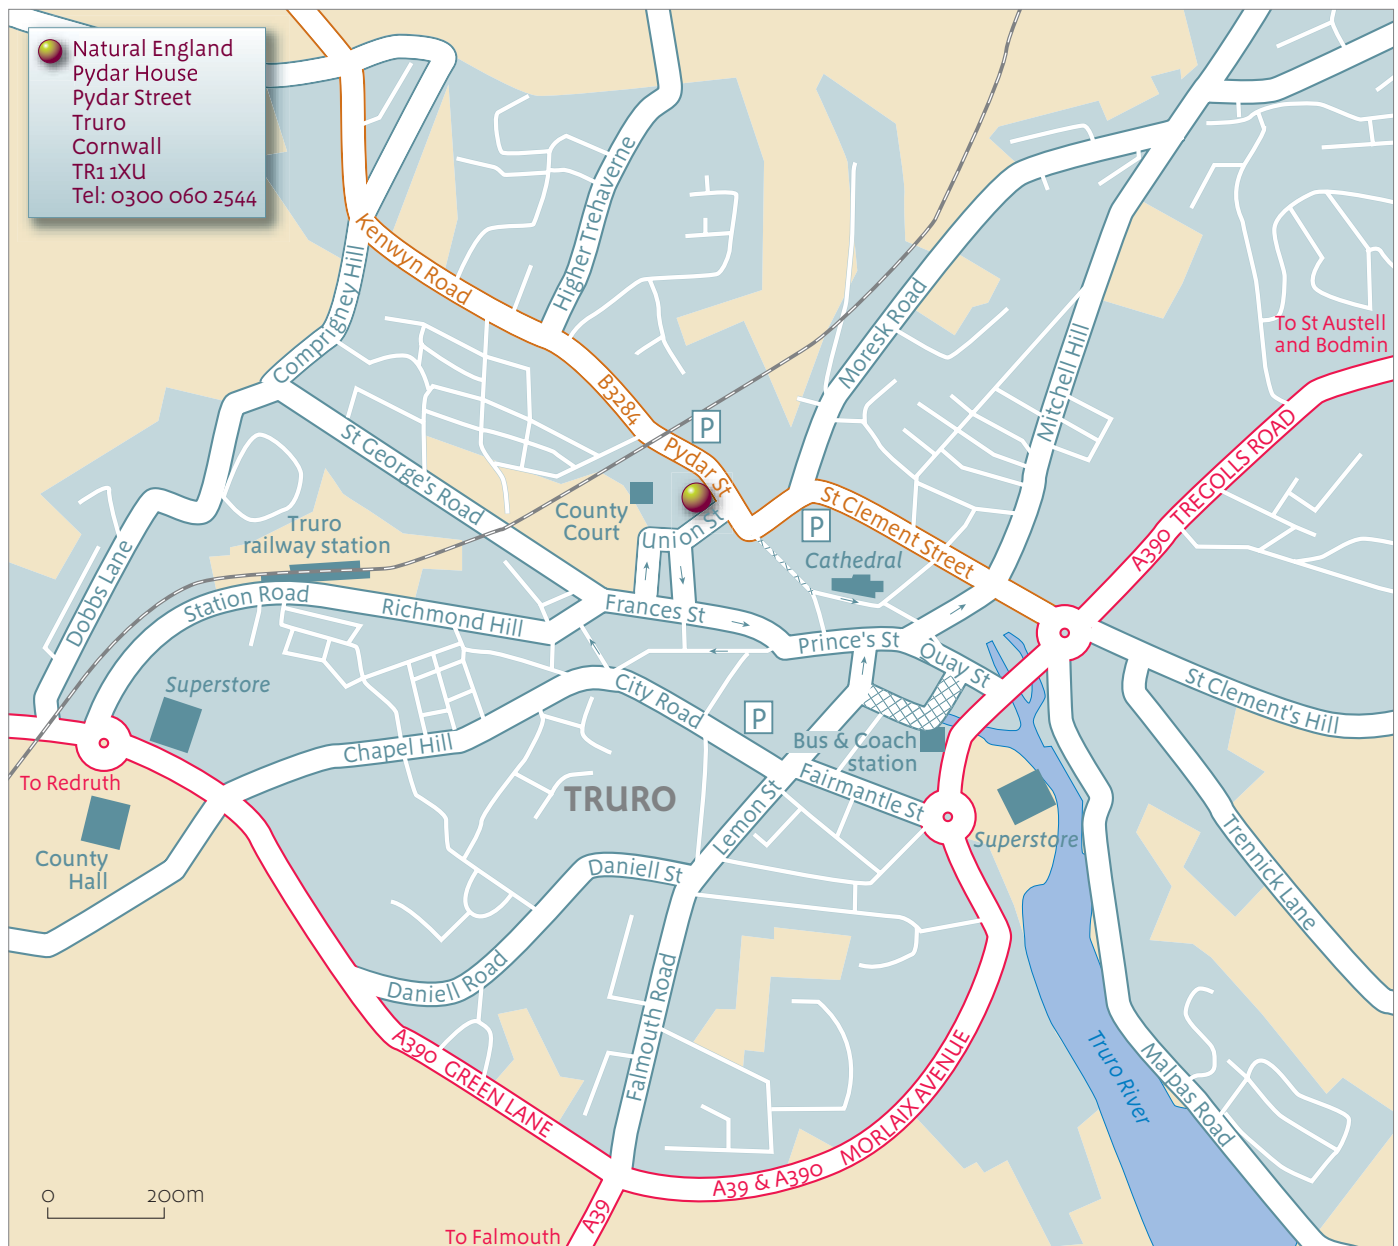 Natural England
Pydar House
Pydar Street
Truro
Cornwall
TR1 1XU
Tel: 0300 060 2544
Kenwyn Road
Higher Trehaverne
Comprigney Hill
B3284
Moresk Road
To St Austell
and Bodmin
Mitchell Hill
P
Pydar St
St George's Road
A390 TREGOLLS ROAD
County
Court
Union St
P
St Clement Street
Truro
railway station
Cathedral
Dobbs Lane
Station Road
Richmond Hill
Frances St
Prince's St
Quay St
St Clement's Hill
Superstore
City Road
P
Chapel Hill
Bus & Coach
station
To Redruth
TRURO
Fairmantle St
Lemon St
Superstore
County
Hall
Daniell St
Trennick Lane
Daniell Road
Falmouth Road
A390 GREEN LANE
Truro River
Malpas Road
A39 & A390 MORLAIX AVENUE
0 200m
A39
To Falmouth